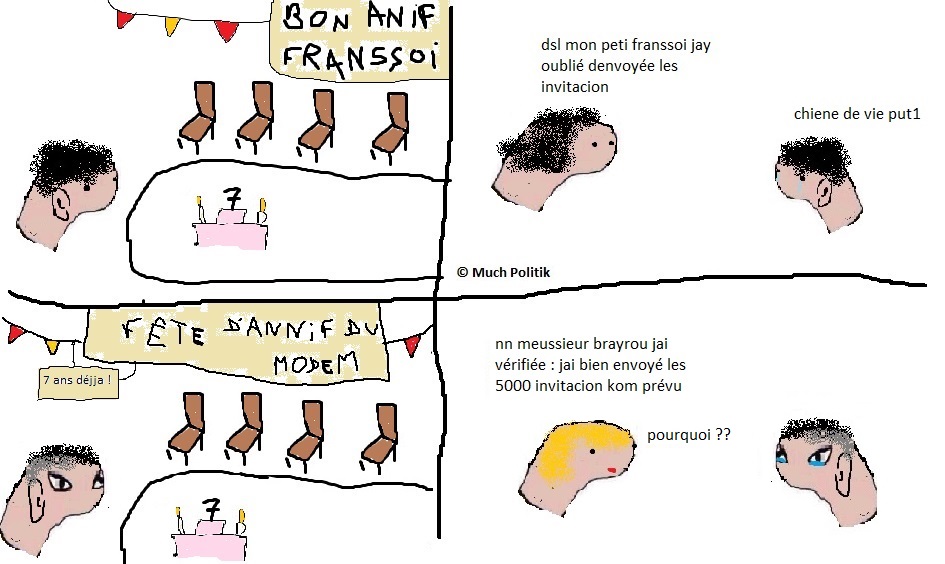 BON ANIF
FRANSSOi
7
dsl mon peti franssoi jay
oublié denvoyée les
invitacion
chiene de vie put1
© Much Politik
FÊTE D'ANNiF DU
MODEM
7 ans déjja !
7
nn meussieur brayrou jai
vérifiée : jai bien envoyé les
5000 invitacion kom prévu
pourquoi ??